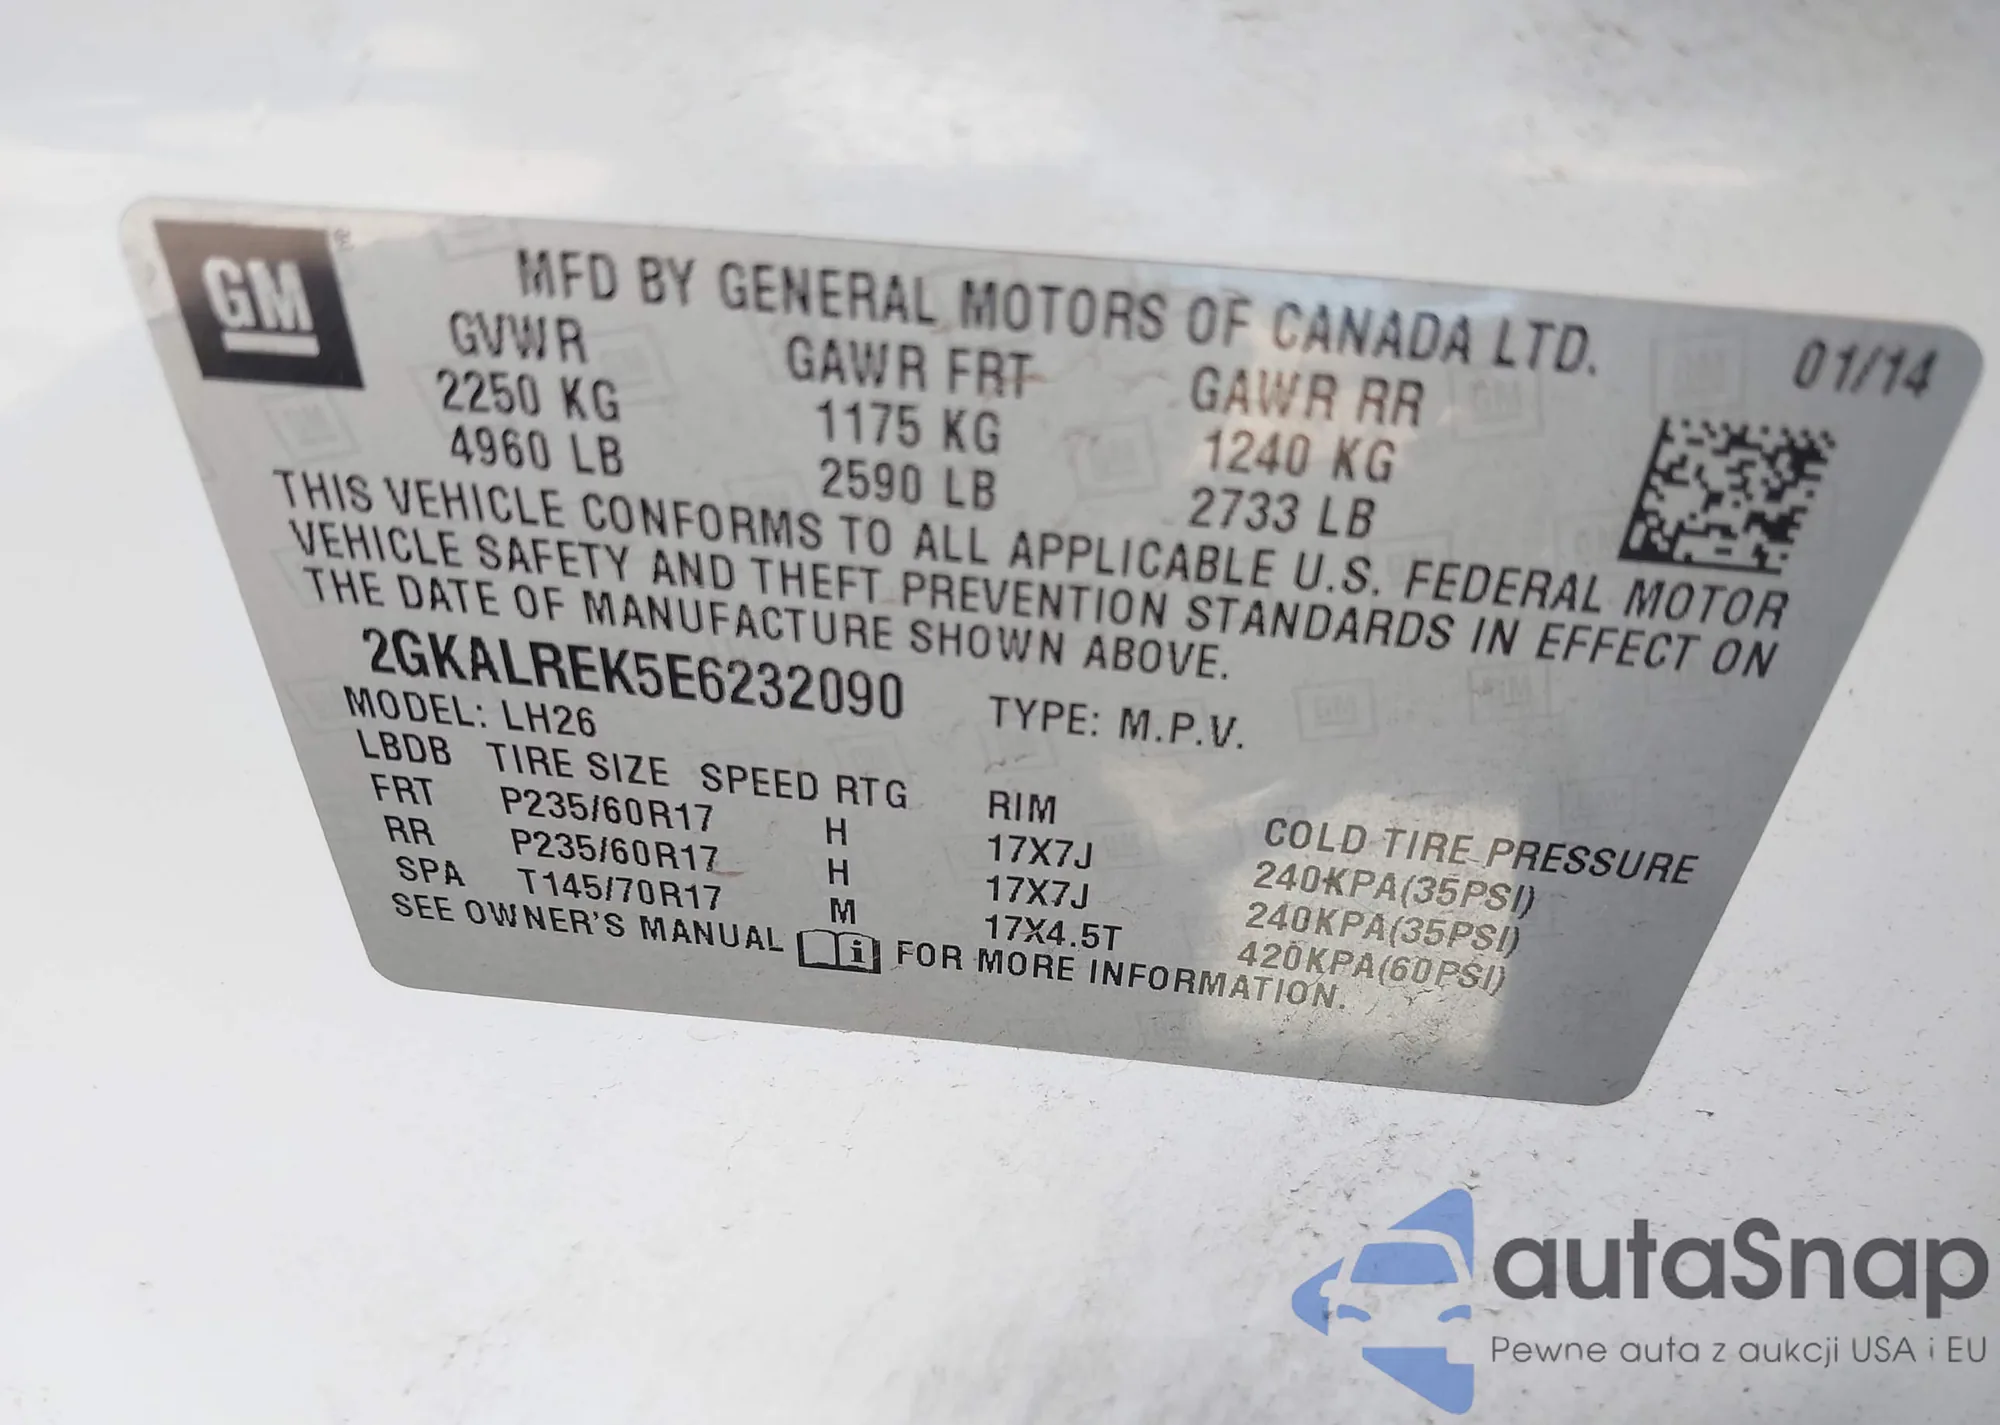 GM
MFD BY GENERAL MOTORS OF CANADA LTD.
01/14
GVWR GAWR FRT GAWR RR
2250 KG 1175 KG 1240 KG
4960 LB 2590 LB 2733 LB
THIS VEHICLE CONFORMS TO ALL APPLICABLE U.S. FEDERAL MOTOR
VEHICLE SAFETY AND THEFT PREVENTION STANDARDS IN EFFECT ON
THE DATE OF MANUFACTURE SHOWN ABOVE.
2GKALREK5E6232090 TYPE: M.P.V.
MODEL: LH26
LBDB TIRE SIZE SPEED RTG RIM COLD TIRE PRESSURE
FRT P235/60R17 H 17X7J 240KPA(35PSI)
RR P235/60R17 H 17X7J 240KPA(35PSI)
SPA T145/70R17 M 17X4.5T 420KPA(60PSI)
SEE OWNER'S MANUAL FOR MORE INFORMATION.
autaSnap
Pewne auta z aukcji USA i EU